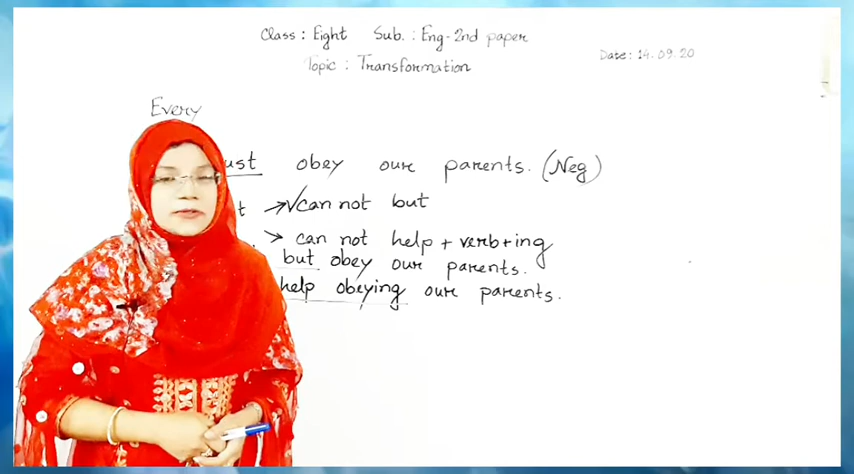 Class : Eight Sub. : Eng-2nd paper
Date: 14.09.20
Topic : Transformation
Every
ust obey our parents. (Neg)
t → √can not but
→ can not help + verb+ing
but obey our parents.
help obeying our parents.